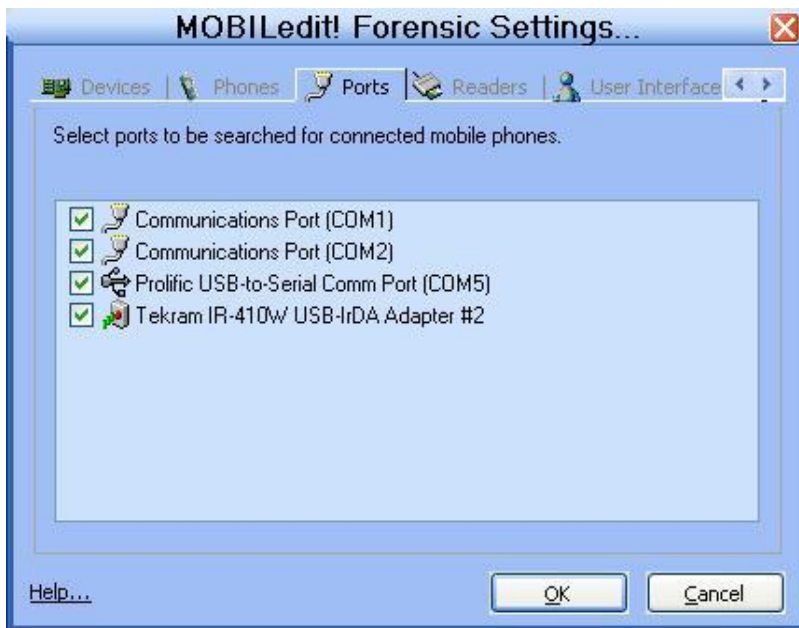 MOBILedit! Forensic Settings...
Devices Phones Ports Readers User Interface
Select ports to be searched for connected mobile phones.
Communications Port (COM1)
Communications Port (COM2)
Prolific USB-to-Serial Comm Port (COM5)
Tekram IR-410W USB-IrDA Adapter #2
Help... OK Cancel